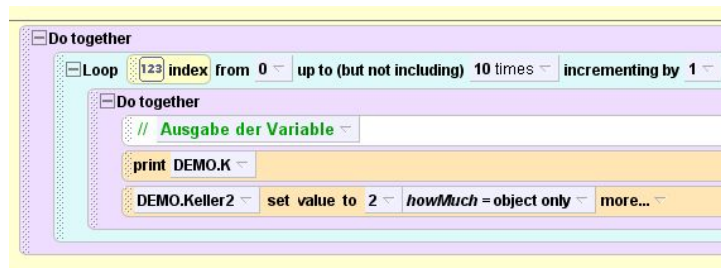 Do together
Loop 123 index from 0 up to (but not including) 10 times incrementing by 1
Do together
// Ausgabe der Variable
print DEMO.K
DEMO.Keller2 set value to 2 howMuch = object only more...